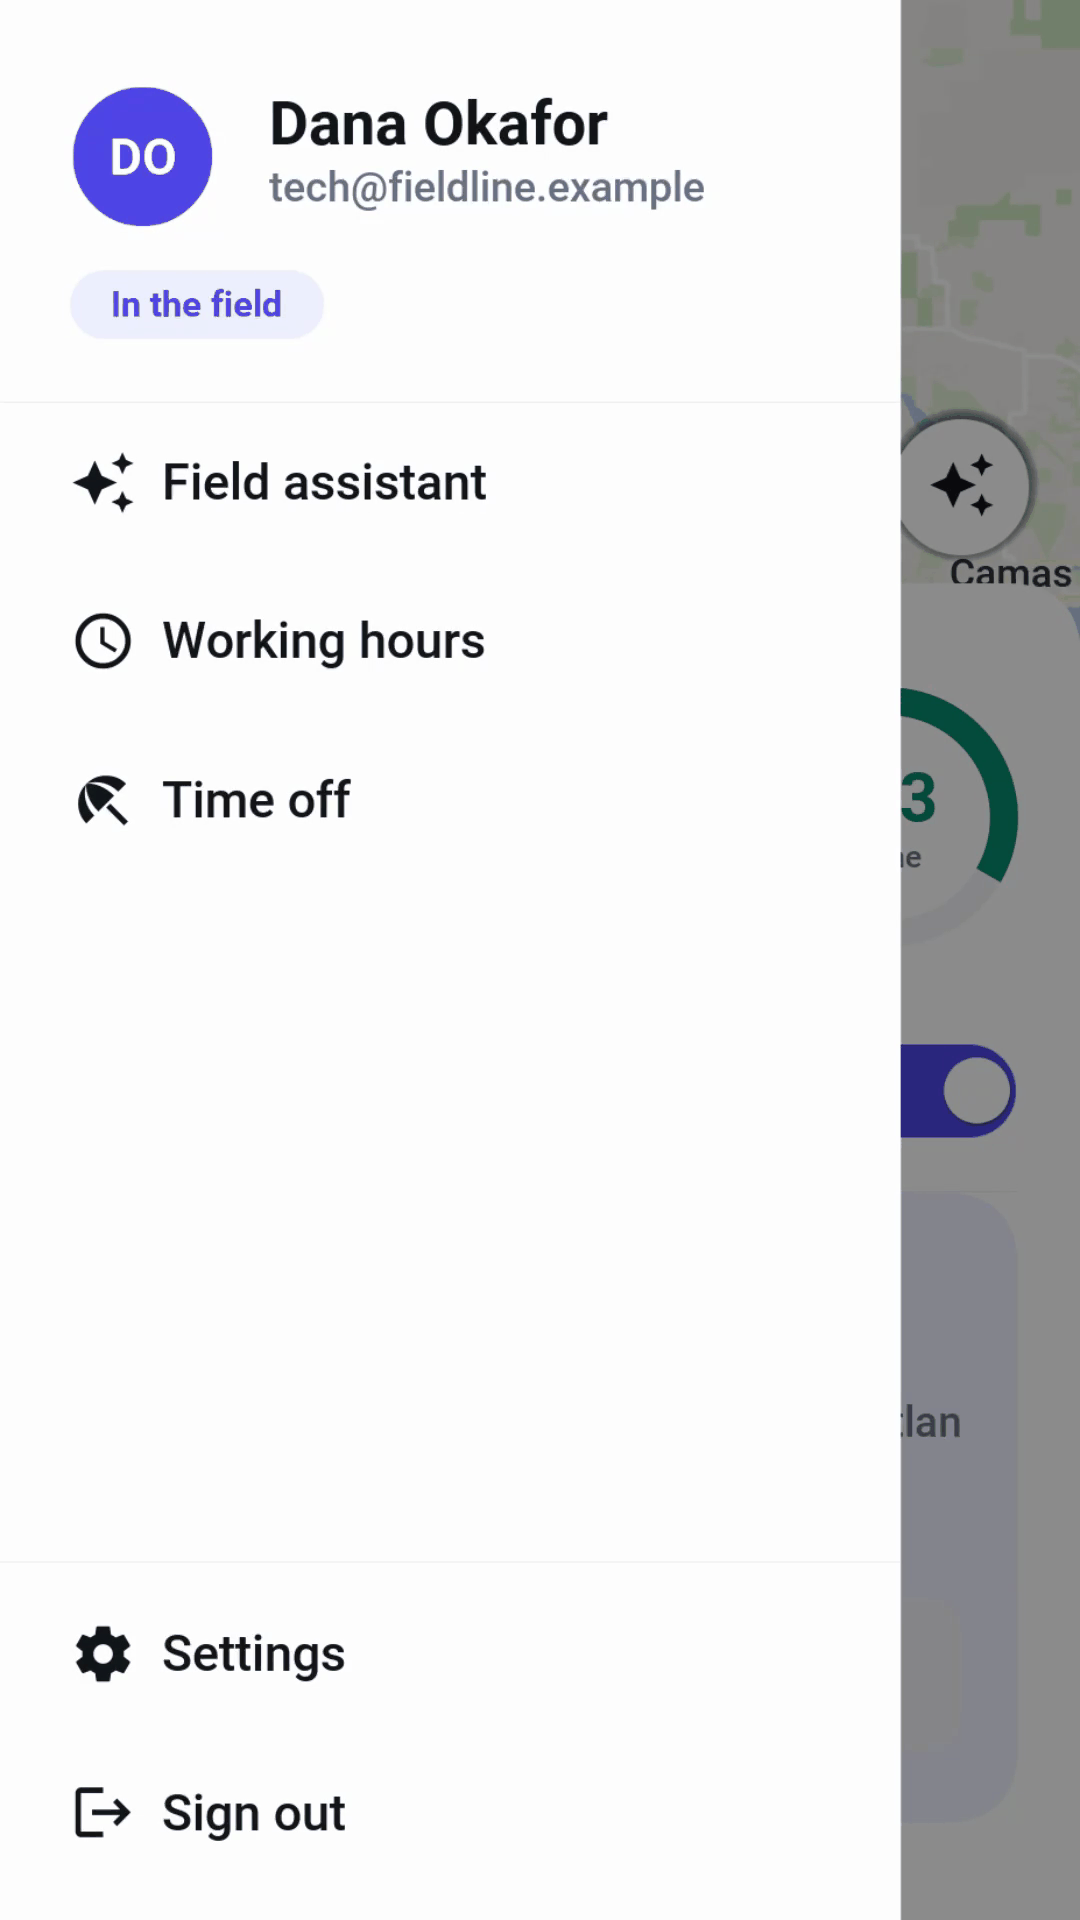 DO
Dana Okafor
tech@fieldline.example
In the field
Field assistant
Camas
Working hours
3
Time off
Settings
Sign out